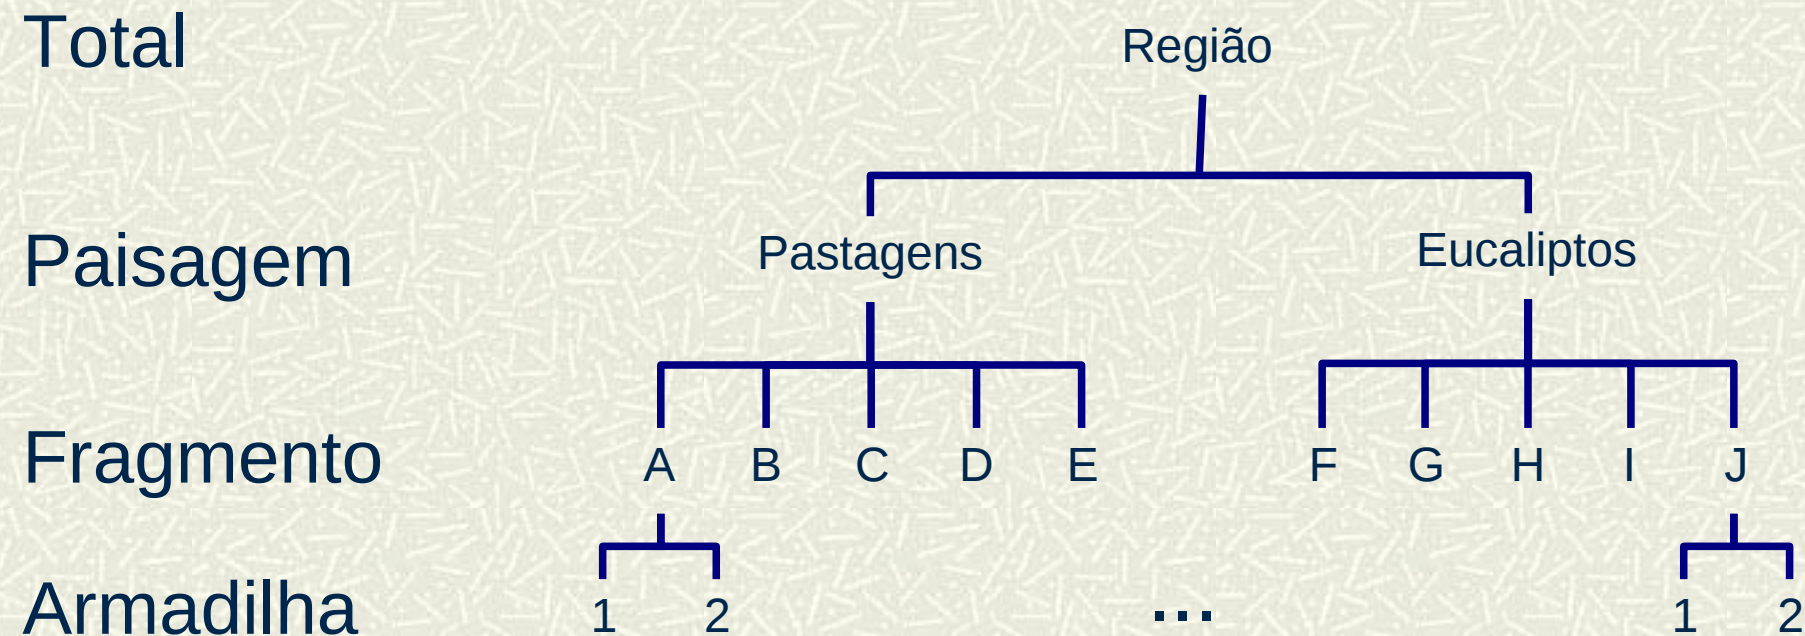 Total
Região
Paisagem
Pastagens
Eucaliptos
Fragmento
A B C D E F G H I J
Armadilha
1 2 ... 1 2